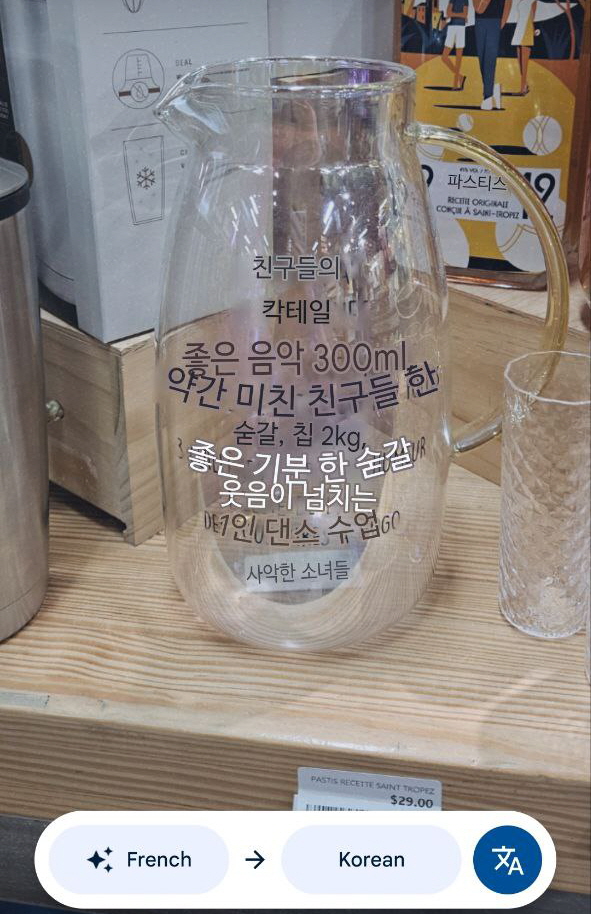 DEAL
파스티스
RECETTE ORIGINALE
CONÇUE À SAINT-TROPEZ
친구들의
칵테일
좋은 음악 300ml
약간 미친 친구들 한
숟갈, 칩 2kg,
좋은 기분 한 숟갈
웃음이 넘치는
1인 댄스 수업
사악한 소녀들
PASTIS RECETTE SAINT TROPEZ
$29.00
French
Korean